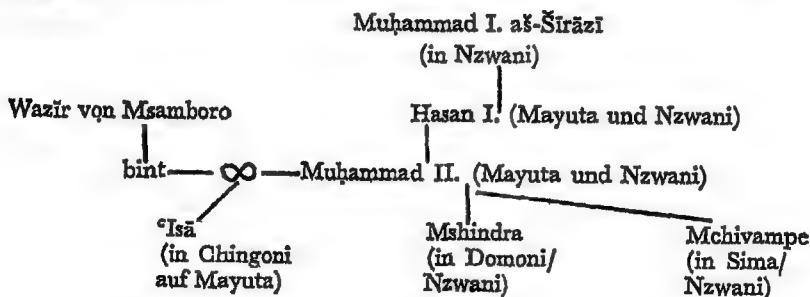 Muḥammad I. aš-Šīrāzī
(in Nzwani)
Wazīr von Msamboro
Hasan I. (Mayuta und Nzwani)
bint
Muḥammad II. (Mayuta und Nzwani)
ʿIsā
(in Chingoni
auf Mayuta)
Mshindra
(in Domoni/
Nzwani)
Mchivampe
(in Sima/
Nzwani)